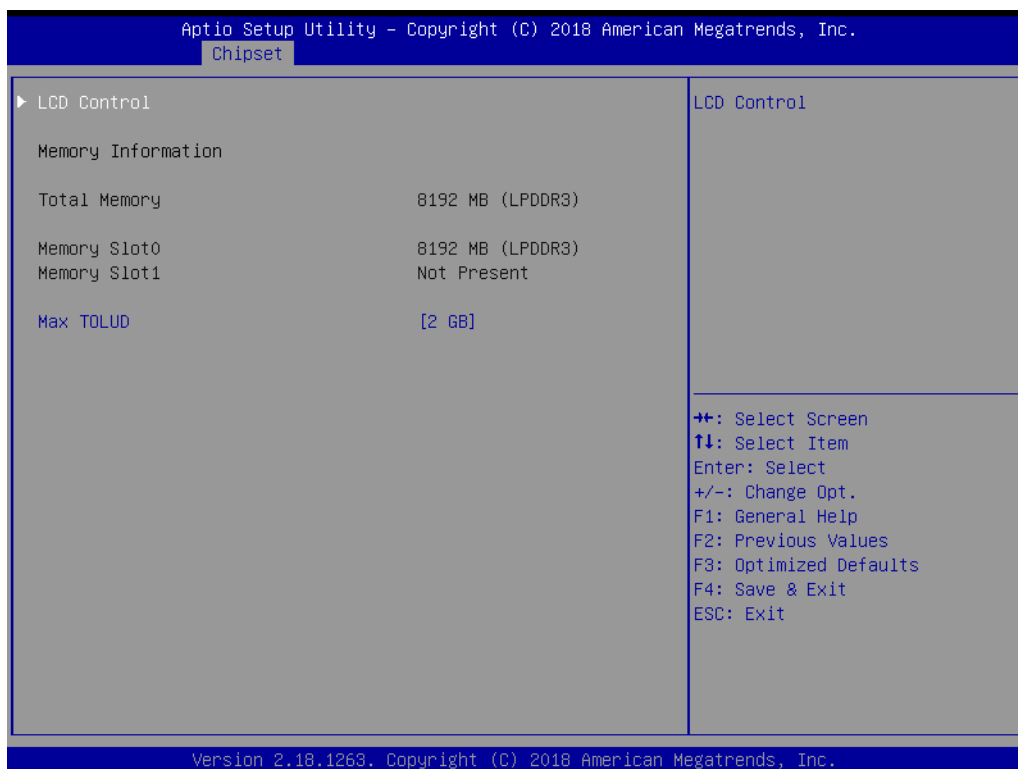 Aptio Setup Utility – Copyright (C) 2018 American Megatrends, Inc.
Chipset
▶ LCD Control
Memory Information
Total Memory 8192 MB (LPDDR3)
Memory Slot0 8192 MB (LPDDR3)
Memory Slot1 Not Present
Max TOLUD [2 GB]
LCD Control
→←: Select Screen
↑↓: Select Item
Enter: Select
+/-: Change Opt.
F1: General Help
F2: Previous Values
F3: Optimized Defaults
F4: Save & Exit
ESC: Exit
Version 2.18.1263. Copyright (C) 2018 American Megatrends, Inc.